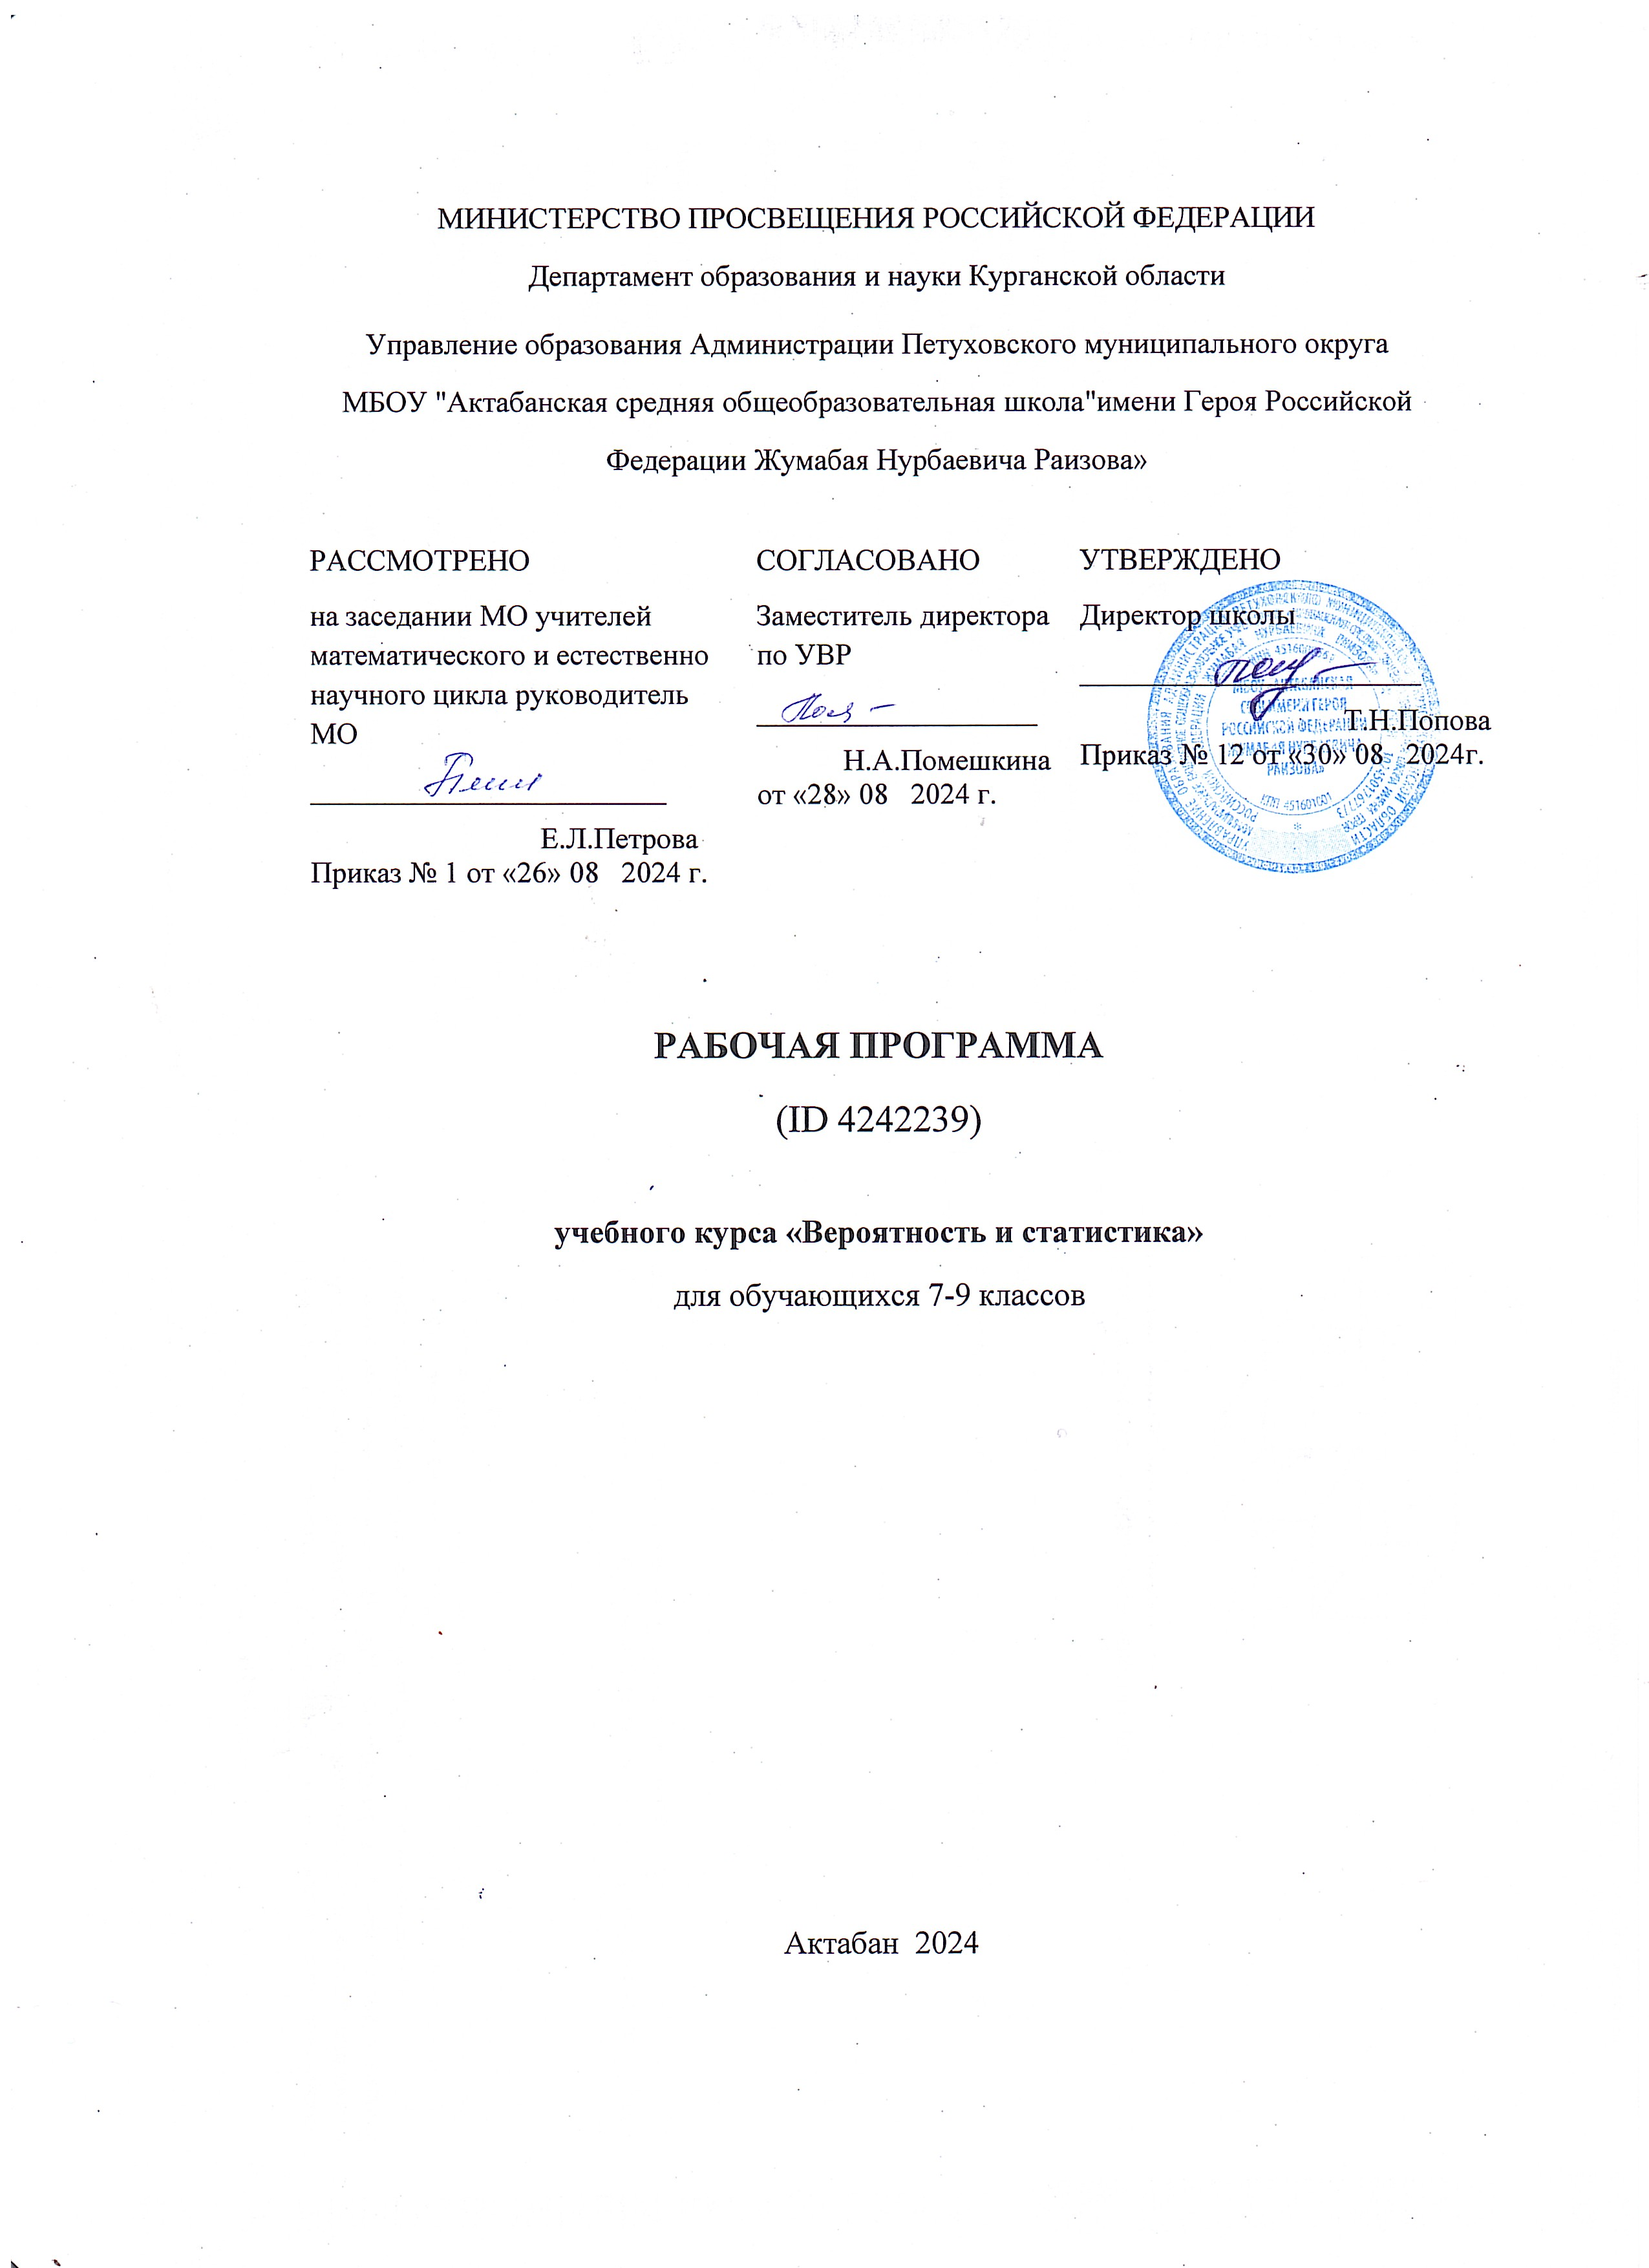 МИНИСТЕРСТВО ПРОСВЕЩЕНИЯ РОССИЙСКОЙ ФЕДЕРАЦИИ
Департамент образования и науки Курганской области
Управление образования Администрации Петуховского муниципального округа
МБОУ "Актабанская средняя общеобразовательная школа"имени Героя Российской
Федерации Жумабая Нурбаевича Раизова»
РАССМОТРЕНО
на заседании МО учителей
математического и естественно
научного цикла руководитель
МО
Е.Л.Петрова
Приказ № 1 от «26» 08 2024 г.
СОГЛАСОВАНО
Заместитель директора
по УВР
Н.А.Помешкина
от «28» 08 2024 г.
УТВЕРЖДЕНО
Директор школы
Т.Н.Попова
Приказ № 12 от «30» 08 2024г.
РАБОЧАЯ ПРОГРАММА
(ID 4242239)
учебного курса «Вероятность и статистика»
для обучающихся 7-9 классов
Актабан 2024